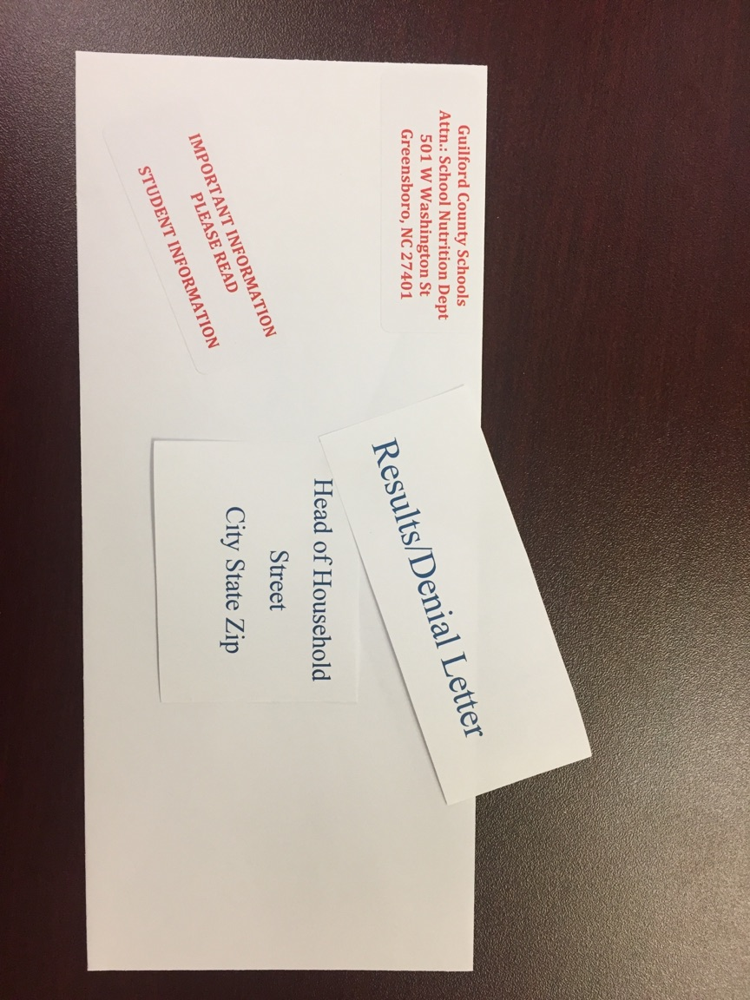 Guilford County Schools
Attn.: School Nutrition Dept
501 W Washington St
Greensboro, NC 27401
Results/Denial Letter
Head of Household
Street
City State Zip
IMPORTANT INFORMATION
PLEASE READ
STUDENT INFORMATION